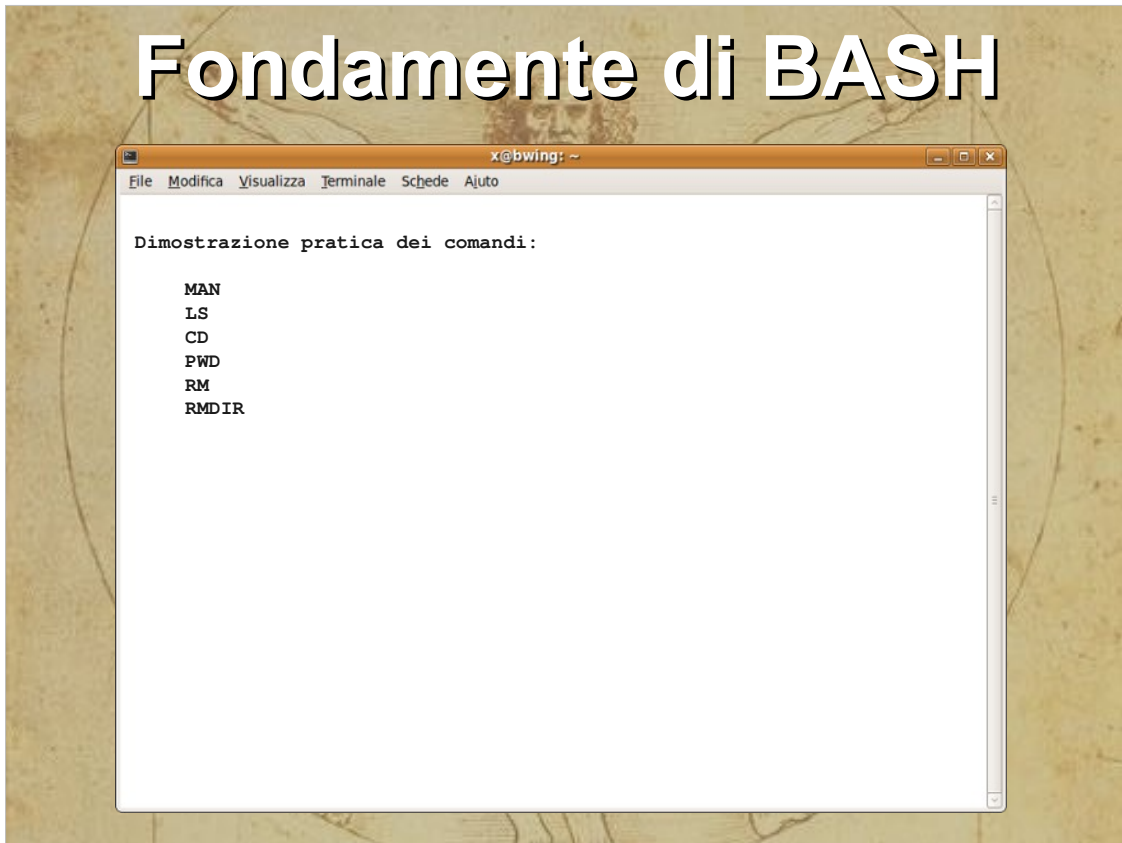 Fondamente di BASH
x@bwing: ~
File Modifica Visualizza Terminale Schede Aiuto
Dimostrazione pratica dei comandi:
MAN
LS
CD
PWD
RM
RMDIR